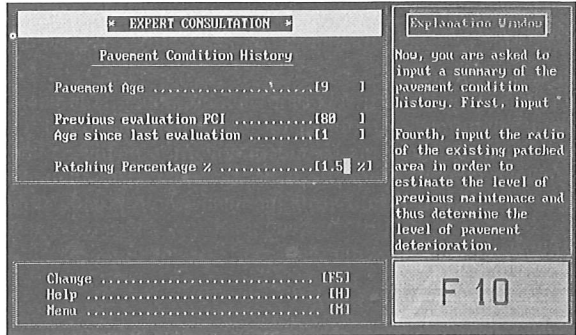 * EXPERT CONSULTATION *
Pavement Condition History
Pavement Age ......................[9 ]
Previous evaluation PCI ..........[80 ]
Age since last evaluation .........[1 ]
Patching Percentage % .............[1.5 %]
Change ............................... [F5]
Help ................................. [H]
Menu ................................. [M]
Explanation Window
Now, you are asked to
input a summary of the
pavement condition
history. First, input "
Fourth, input the ratio
of the existing patched
area in order to
estimate the level of
previous maintenace and
thus determine the
level of pavement
deterioration.
F 10